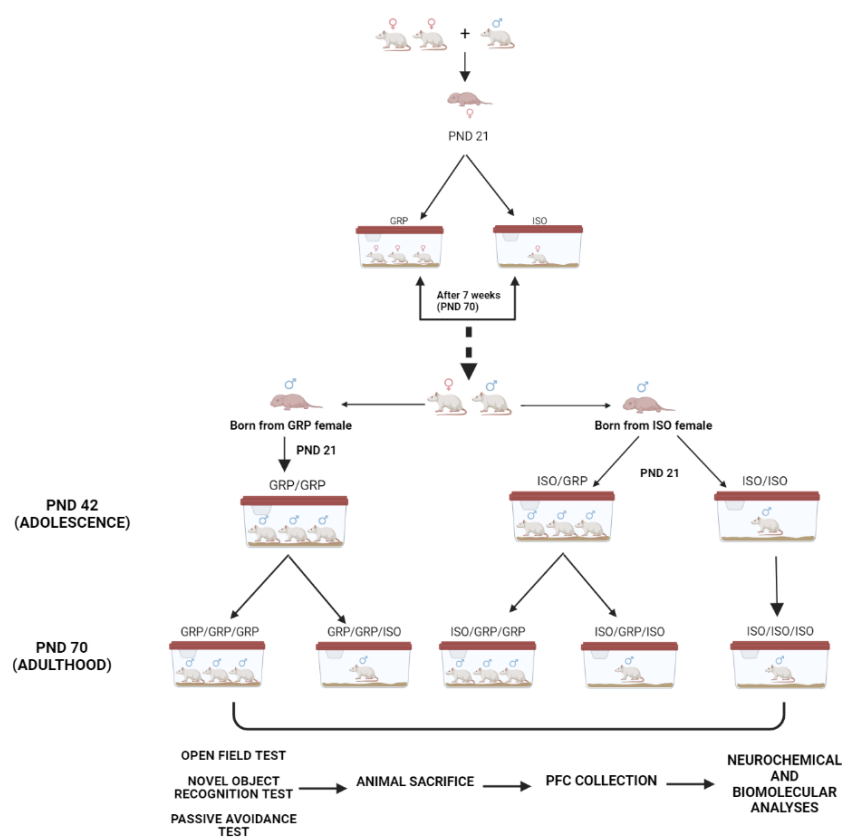 ♀ ♀ + ♂
♀
PND 21
GRP ISO
♀ ♀ ♀ ♀
After 7 weeks
(PND 70)
♂ ♀ ♂ ♂
Born from GRP female Born from ISO female
PND 21 PND 21
GRP/GRP ISO/GRP ISO/ISO
PND 42
(ADOLESCENCE)
♂ ♂ ♂ ♂ ♂ ♂ ♂
GRP/GRP/GRP GRP/GRP/ISO ISO/GRP/GRP ISO/GRP/ISO ISO/ISO/ISO
PND 70
(ADULTHOOD)
♂ ♂ ♂ ♂ ♂ ♂ ♂ ♂ ♂
OPEN FIELD TEST
NOVEL OBJECT
RECOGNITION TEST
PASSIVE AVOIDANCE
TEST
ANIMAL SACRIFICE
PFC COLLECTION
NEUROCHEMICAL
AND
BIOMOLECULAR
ANALYSES